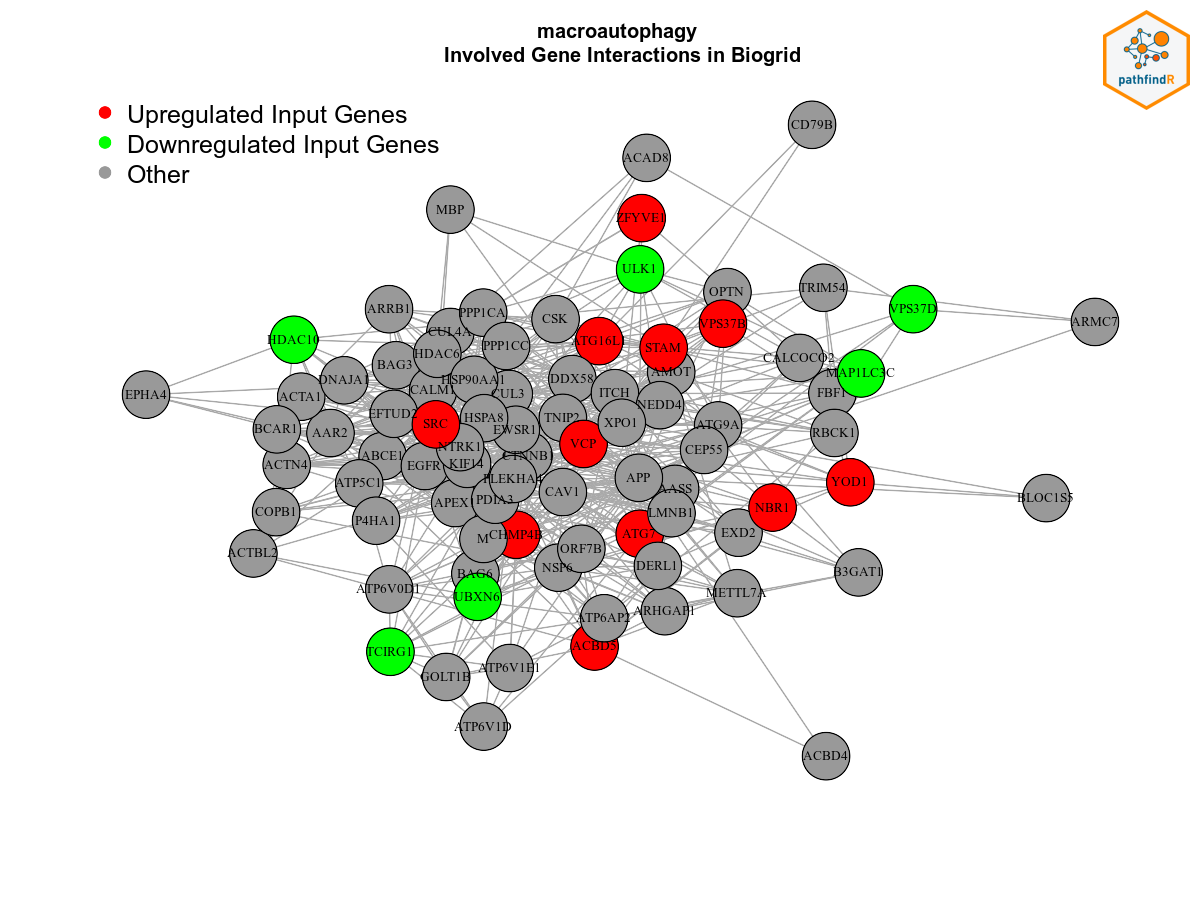 macroautophagy
Involved Gene Interactions in Biogrid
pathfindR
Upregulated Input Genes
Downregulated Input Genes
Other
CD79B
ACAD8
MBP
ZFYVE1
ULK1
OPTN
TRIM54
VPS37D
ARRB1
PPP1CA
CSK
VPS37B
ARMC7
CUL4A
HDAC10
PPP1CC
ATG16L1
STAM
HDAC6
CALCOCO2
BAG3
AMOT
MAP1LC3C
DNAJA1
HSP90AA1
DDX58
EPHA4
CALM1
CUL3
ITCH
FBF1
ACTA1
NEDD4
EFTUD2
HSPA8
TNIP2
XPO1
SRC
ATG9A
BCAR1
AAR2
EWSR1
RBCK1
NTRK1
VCP
CEP55
ABCE1
CTNNB1
ACTN4
EGFR
KIF14
ATP5C1
PLEKHA4
APP
YOD1
CAV1
AASS
BLOC1S5
PDIA3
APEX1
NBR1
COPB1
P4HA1
LMNB1
CHMP4B
ATG7
EXD2
M
ORF7B
ACTBL2
NSP6
DERL1
B3GAT1
BAG6
ATP6V0D1
METTL7A
UBXN6
ARHGAP1
ATP6AP2
ACBD5
TCIRG1
ATP6V1E1
GOLT1B
ATP6V1D
ACBD4